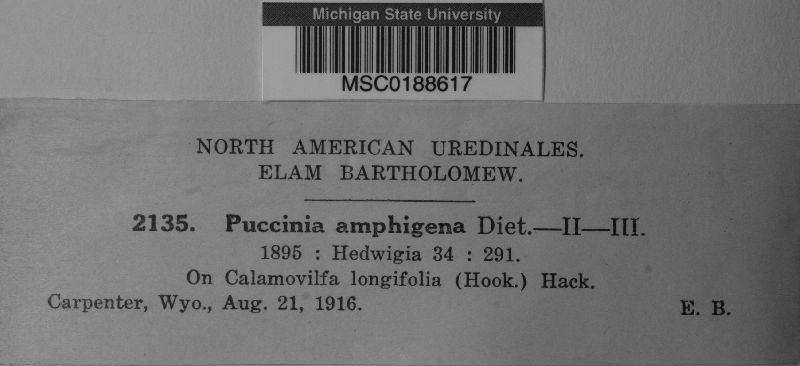 Michigan State University
MSC0188617
NORTH AMERICAN UREDINALES.
ELAM BARTHOLOMEW.
2135. Puccinia amphigena Diet.—II—III.
1895 : Hedwigia 34 : 291.
On Calamovilfa longifolia (Hook.) Hack.
Carpenter, Wyo., Aug. 21, 1916. E. B.